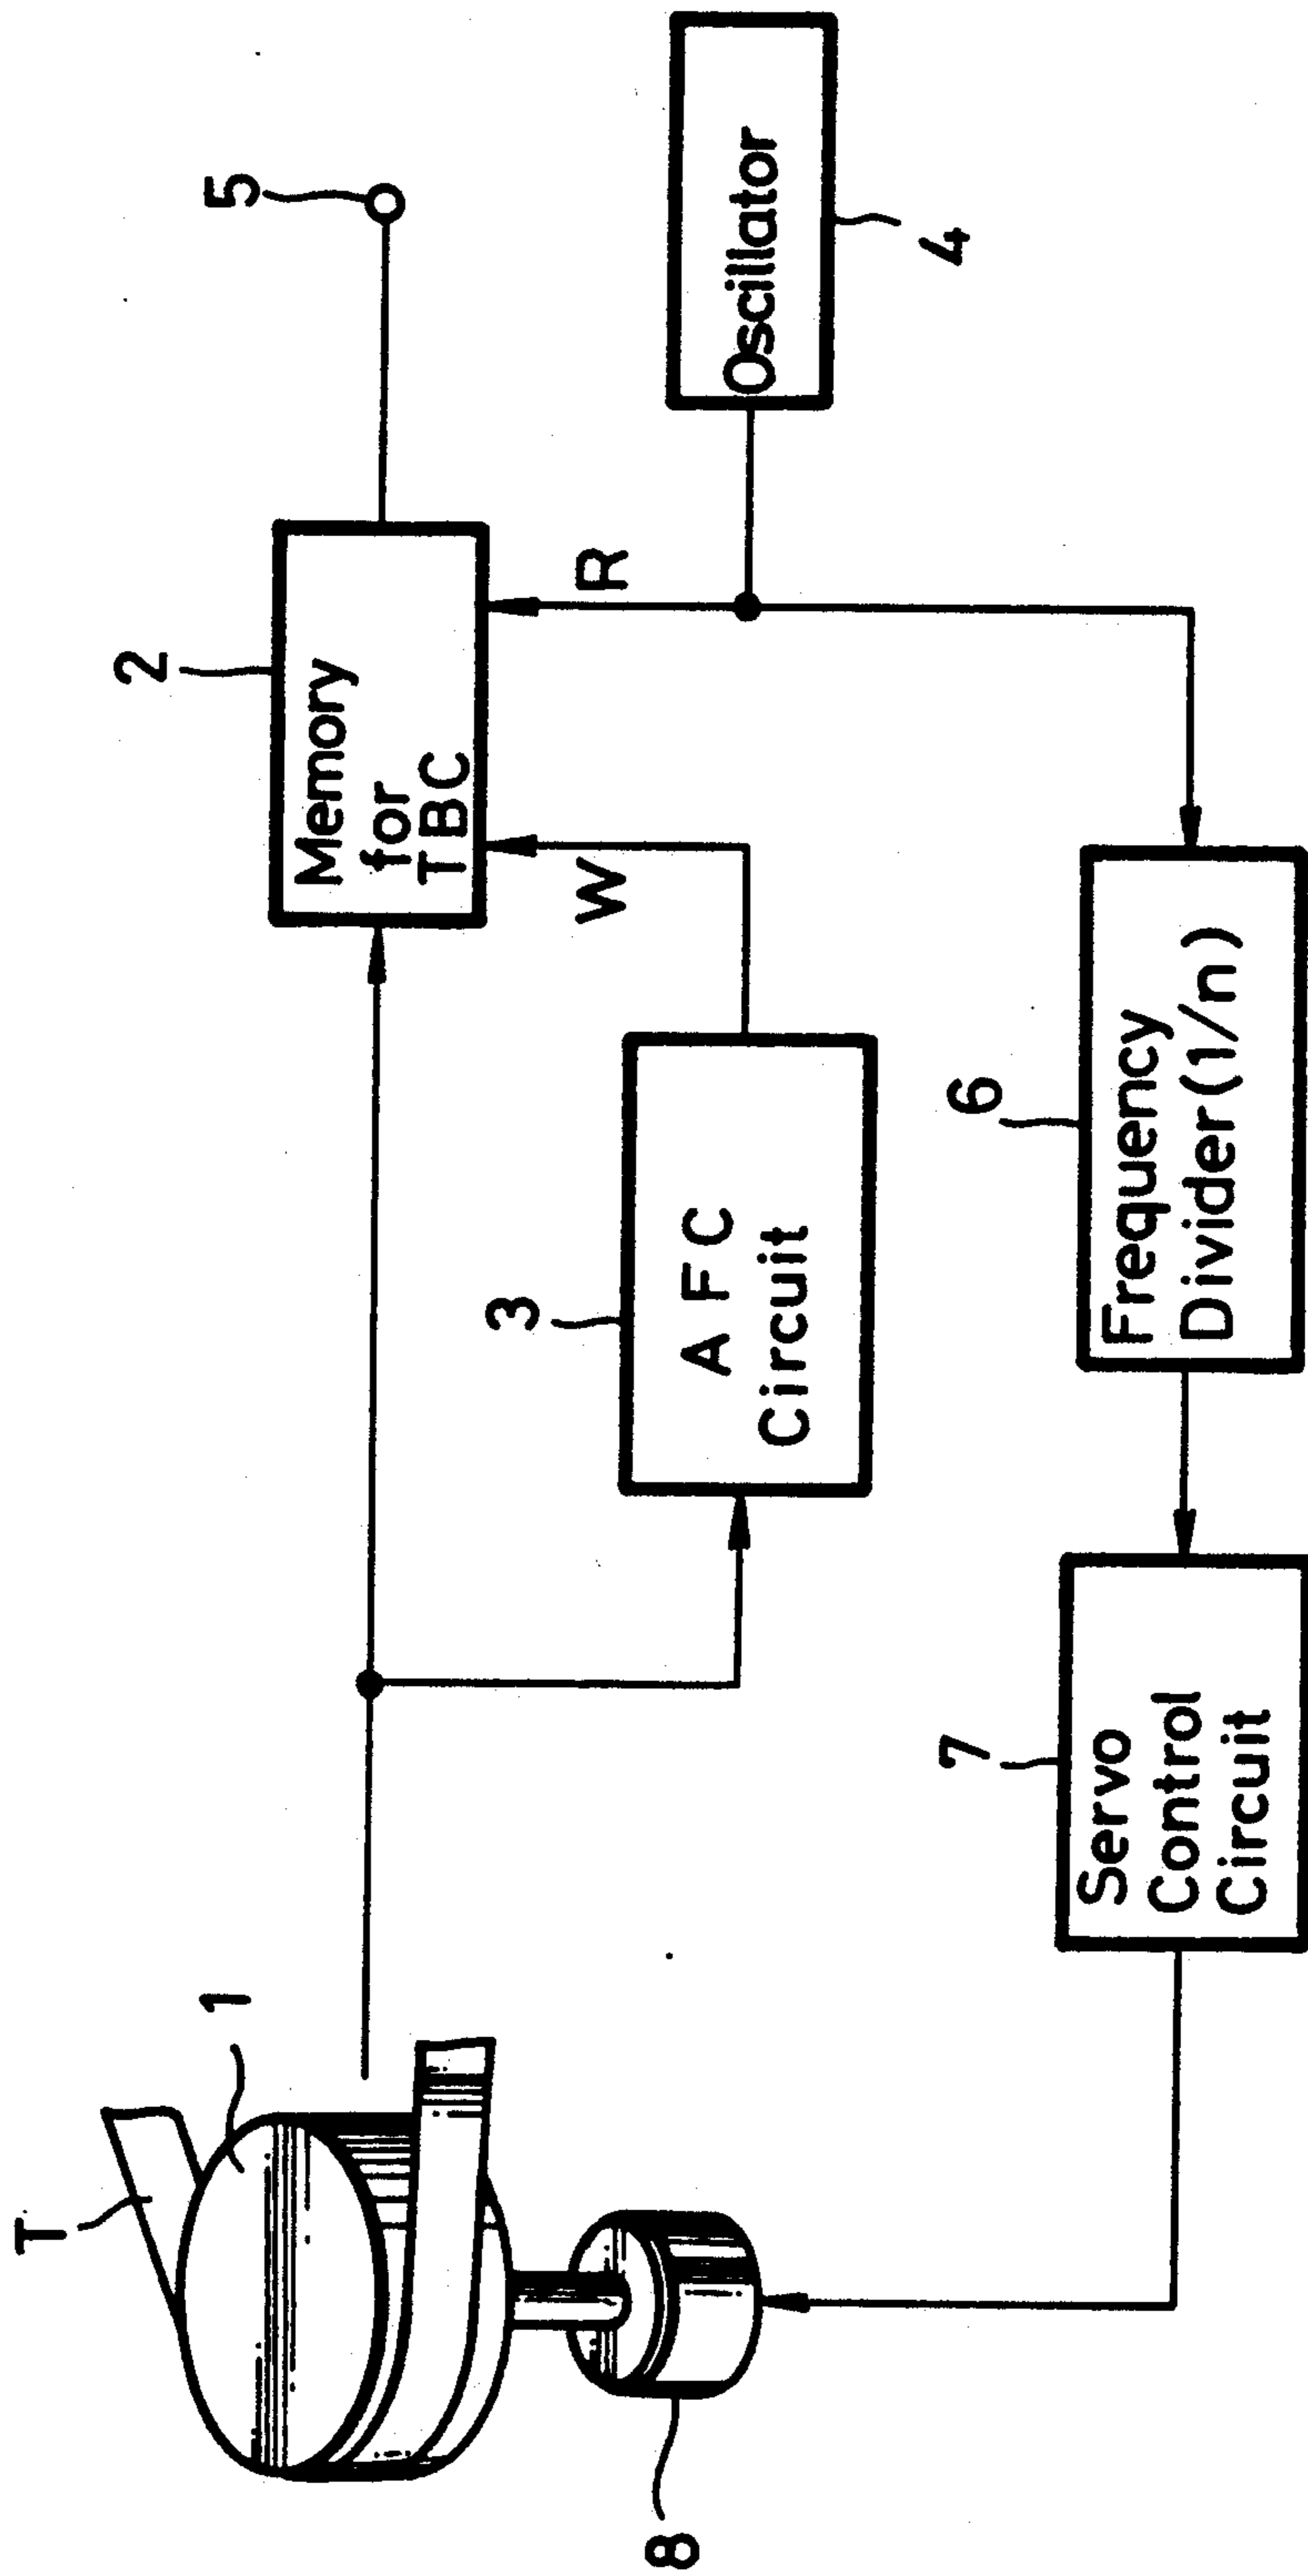 T
1
2
Memory
for
TBC
5
W
R
3
AFC
Circuit
Oscillator
4
8
7
Servo
Control
Circuit
6
Frequency
Divider(1/n)